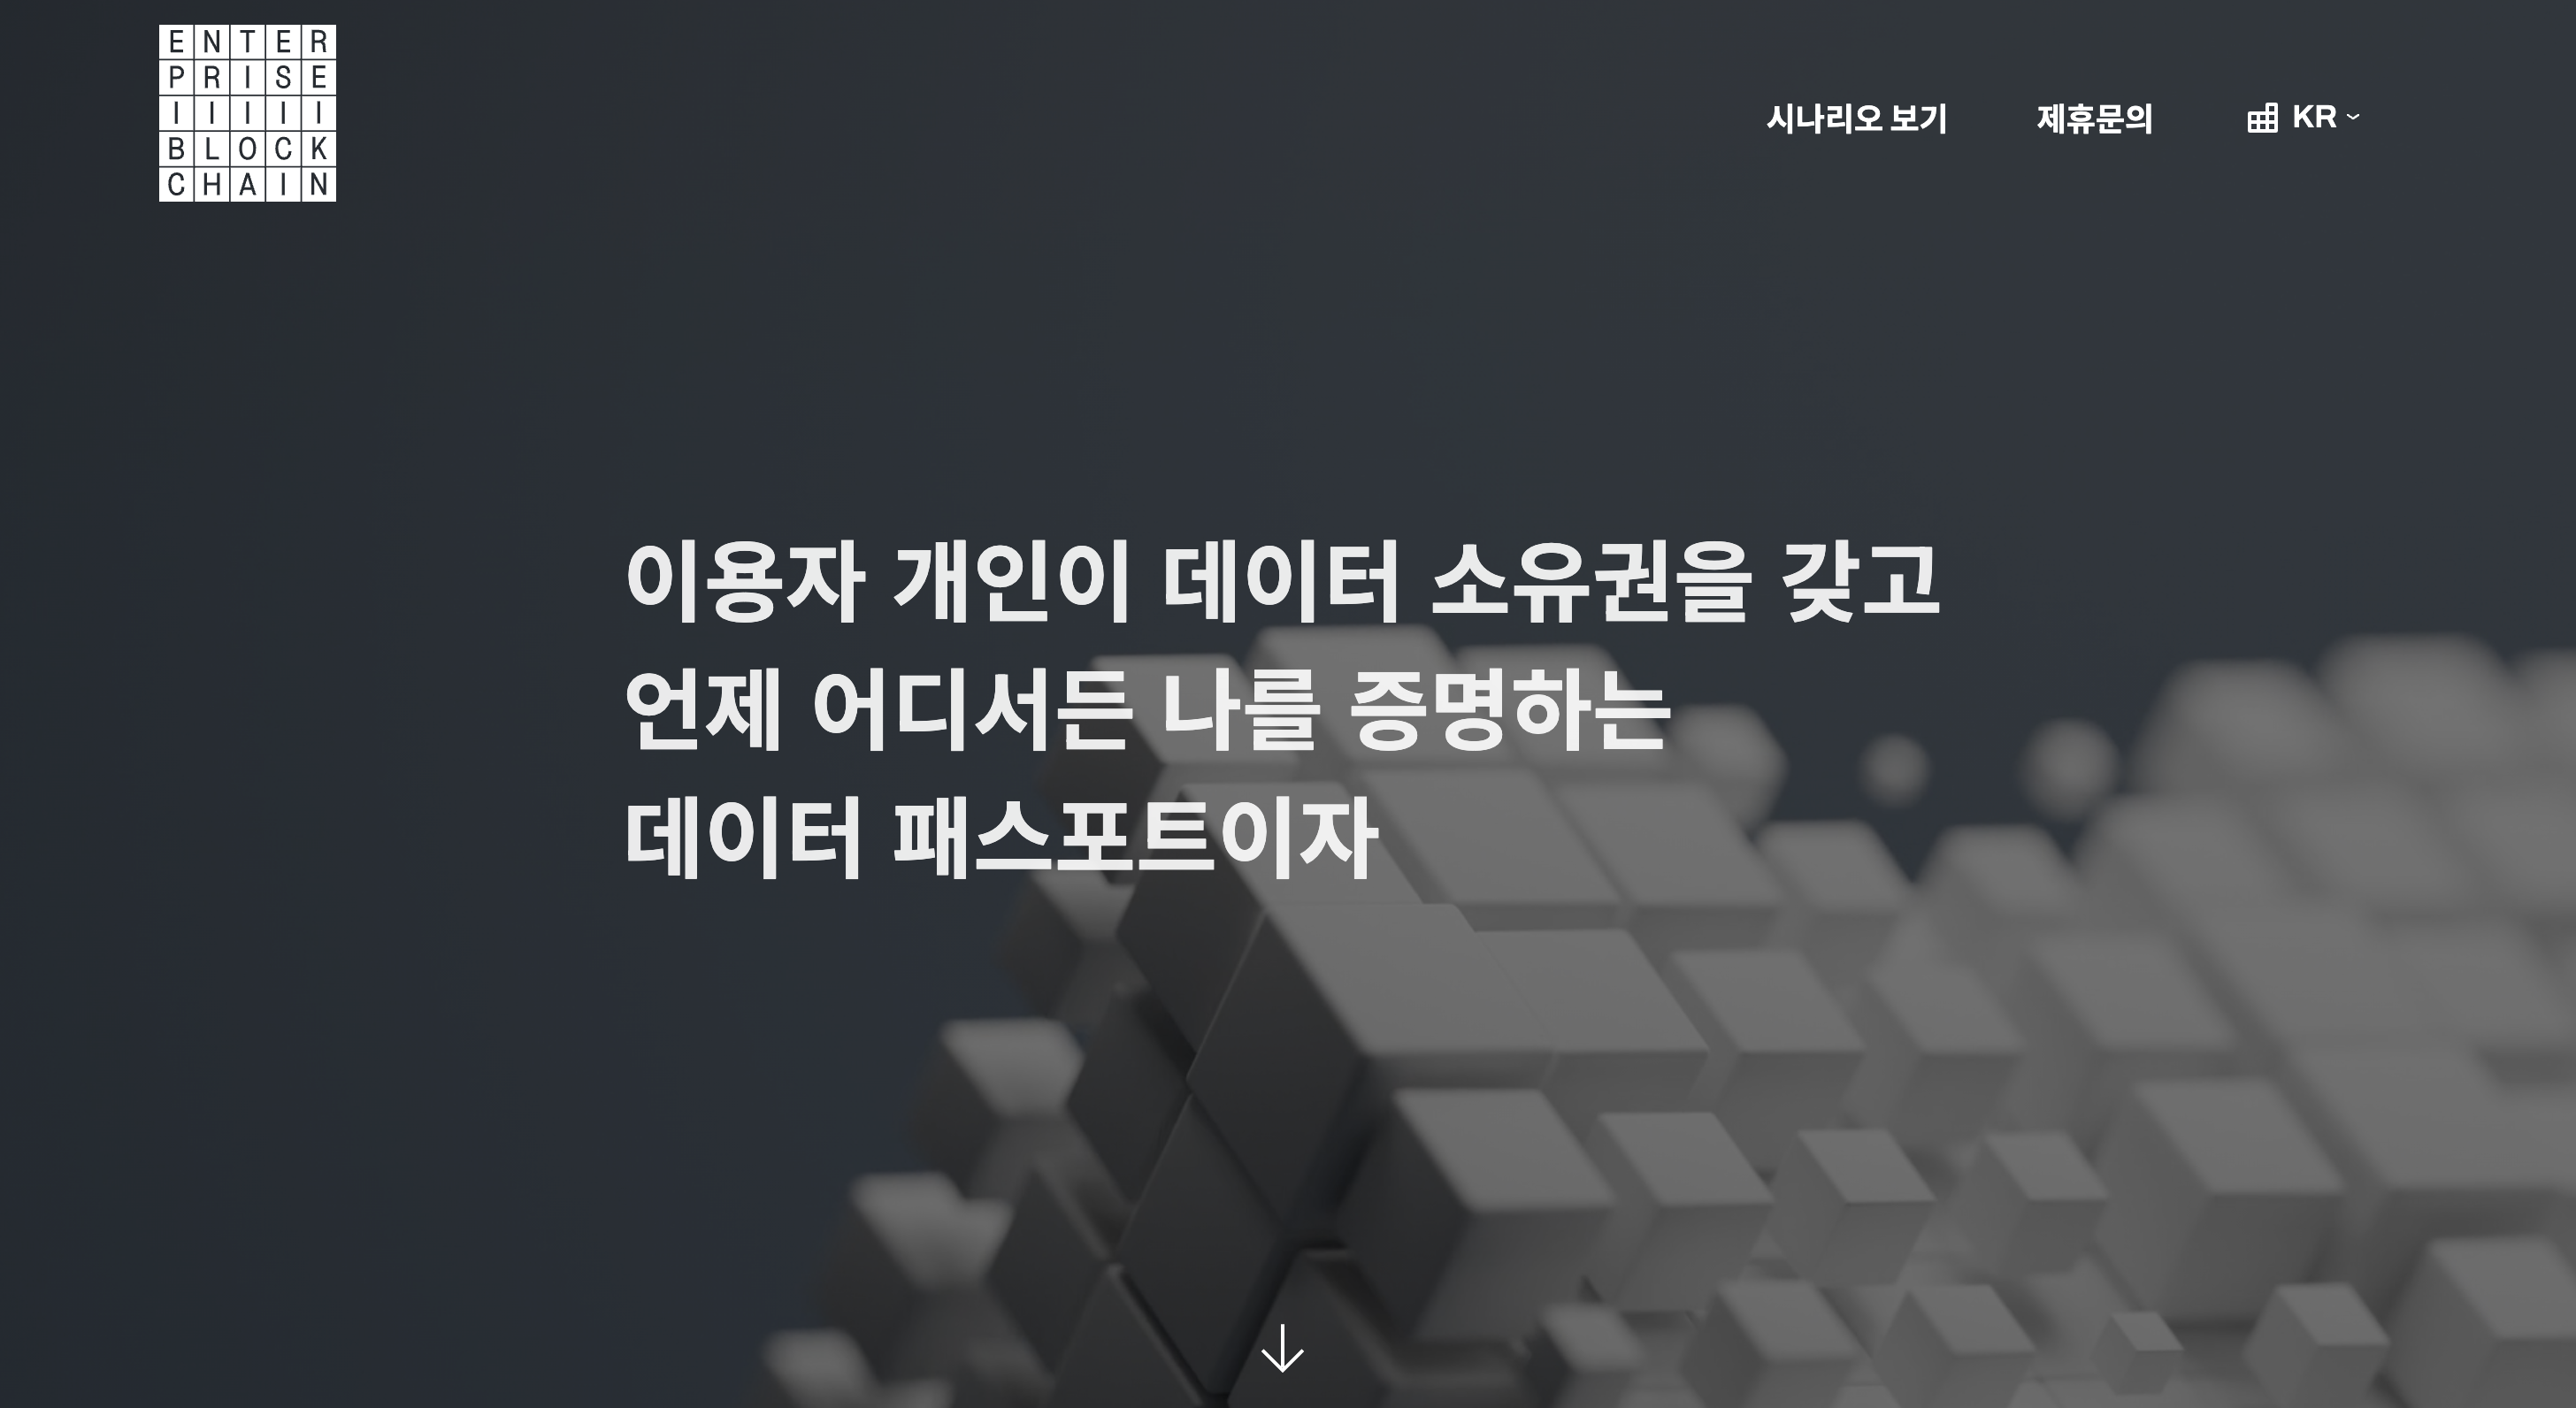 ENTER
PRISE
IIIII
BLOCK
CHAIN
시나리오 보기
제휴문의
KR
이용자 개인이 데이터 소유권을 갖고
언제 어디서든 나를 증명하는
데이터 패스포트이자